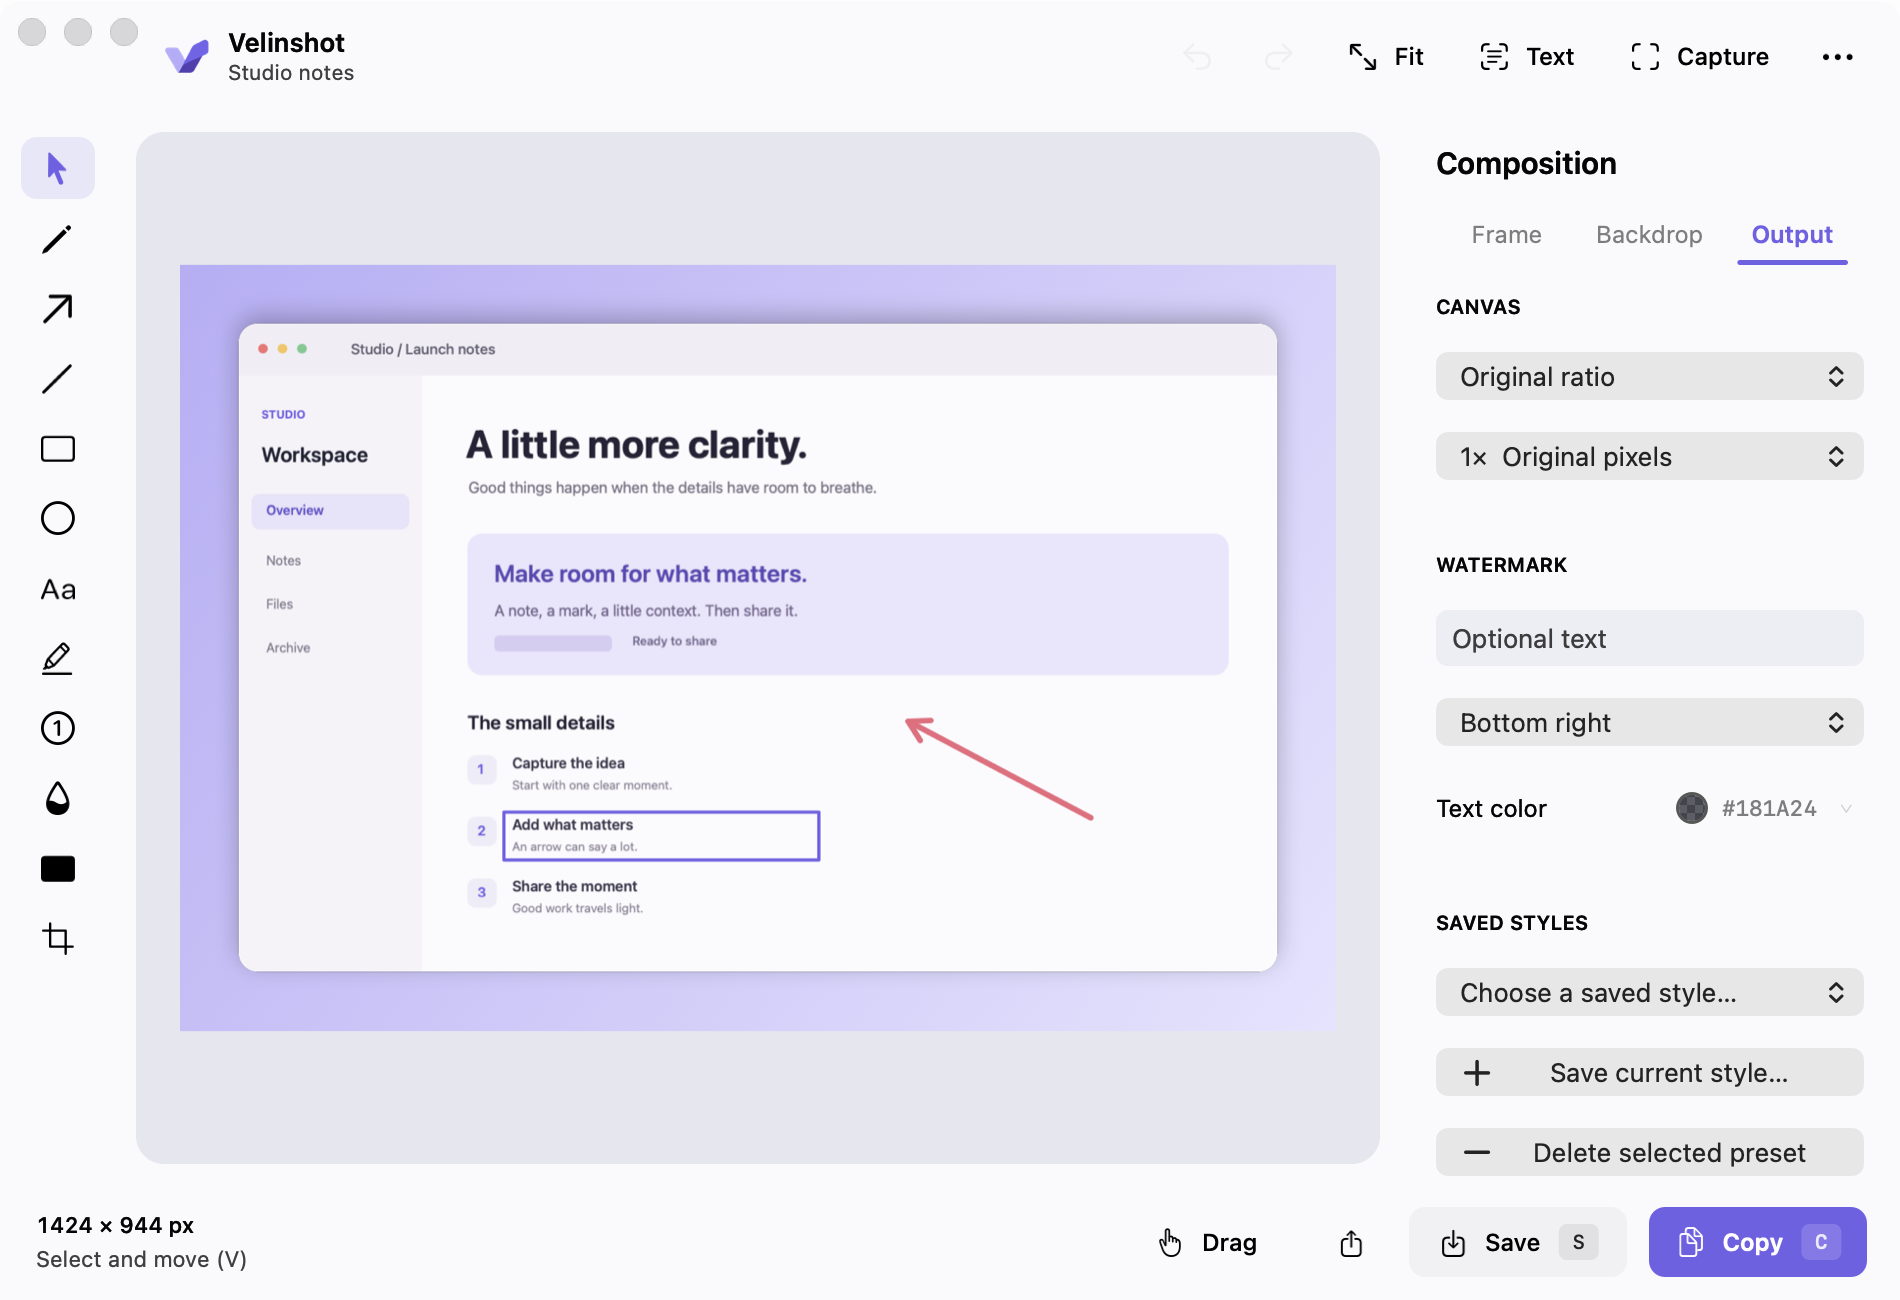 Velinshot
Studio notes
Fit
Text
Capture
Aa
1
Studio / Launch notes
STUDIO
Workspace
Overview
Notes
Files
Archive
A little more clarity.
Good things happen when the details have room to breathe.
Make room for what matters.
A note, a mark, a little context. Then share it.
Ready to share
The small details
1
Capture the idea
Start with one clear moment.
2
Add what matters
An arrow can say a lot.
3
Share the moment
Good work travels light.
Composition
Frame Backdrop Output
CANVAS
Original ratio
1× Original pixels
WATERMARK
Optional text
Bottom right
Text color #181A24
SAVED STYLES
Choose a saved style...
Save current style...
Delete selected preset
1424 × 944 px
Select and move (V)
Drag
Save S
Copy C